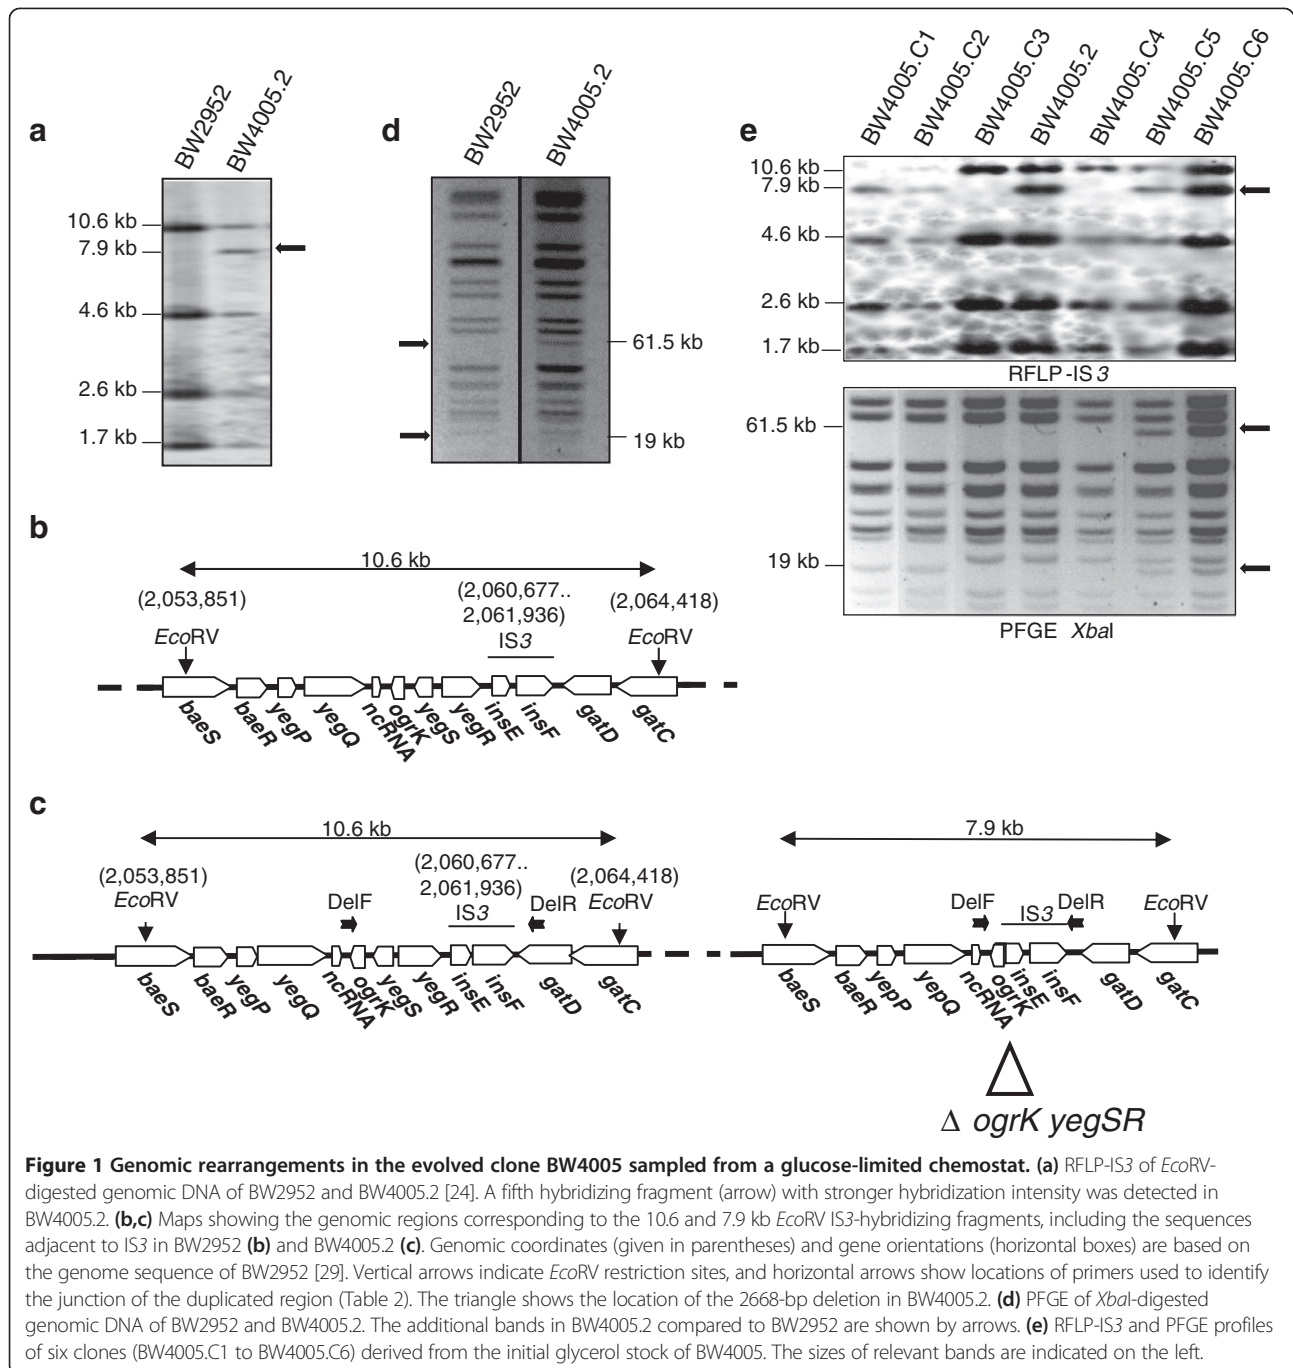 a
BW2952
BW4005.2
10.6 kb
7.9 kb
4.6 kb
2.6 kb
1.7 kb
d
BW2952
BW4005.2
61.5 kb
19 kb
e
BW4005.C1
BW4005.C2
BW4005.C3
BW4005.2
BW4005.C4
BW4005.C5
BW4005.C6
10.6 kb
7.9 kb
4.6 kb
2.6 kb
1.7 kb
RFLP-IS3
61.5 kb
19 kb
PFGE XbaI
b
10.6 kb
(2,053,851)
(2,060,677..
2,061,936)
(2,064,418)
EcoRV
IS3
EcoRV
baeS
baeR
yegP
yegQ
ncRNA
ogrK
yegS
yegR
insE
insF
gatD
gatC
c
10.6 kb
7.9 kb
(2,053,851)
(2,060,677..
2,061,936)
(2,064,418)
EcoRV
DelF
IS3
DelR
EcoRV
EcoRV
DelF
IS3
DelR
EcoRV
baeS
baeR
yegP
yegQ
ncRNA
ogrK
yegS
yegR
insE
insF
gatD
gatC
baeS
baeR
yepP
yepQ
ncRNA
ogrK
insE
insF
gatD
gatC
Δ ogrK yegSR
Figure 1 Genomic rearrangements in the evolved clone BW4005 sampled from a glucose-limited chemostat. (a) RFLP-IS3 of EcoRV-
digested genomic DNA of BW2952 and BW4005.2 [24]. A fifth hybridizing fragment (arrow) with stronger hybridization intensity was detected in
BW4005.2. (b,c) Maps showing the genomic regions corresponding to the 10.6 and 7.9 kb EcoRV IS3-hybridizing fragments, including the sequences
adjacent to IS3 in BW2952 (b) and BW4005.2 (c). Genomic coordinates (given in parentheses) and gene orientations (horizontal boxes) are based on
the genome sequence of BW2952 [29]. Vertical arrows indicate EcoRV restriction sites, and horizontal arrows show locations of primers used to identify
the junction of the duplicated region (Table 2). The triangle shows the location of the 2668-bp deletion in BW4005.2. (d) PFGE of XbaI-digested
genomic DNA of BW2952 and BW4005.2. The additional bands in BW4005.2 compared to BW2952 are shown by arrows. (e) RFLP-IS3 and PFGE profiles
of six clones (BW4005.C1 to BW4005.C6) derived from the initial glycerol stock of BW4005. The sizes of relevant bands are indicated on the left.